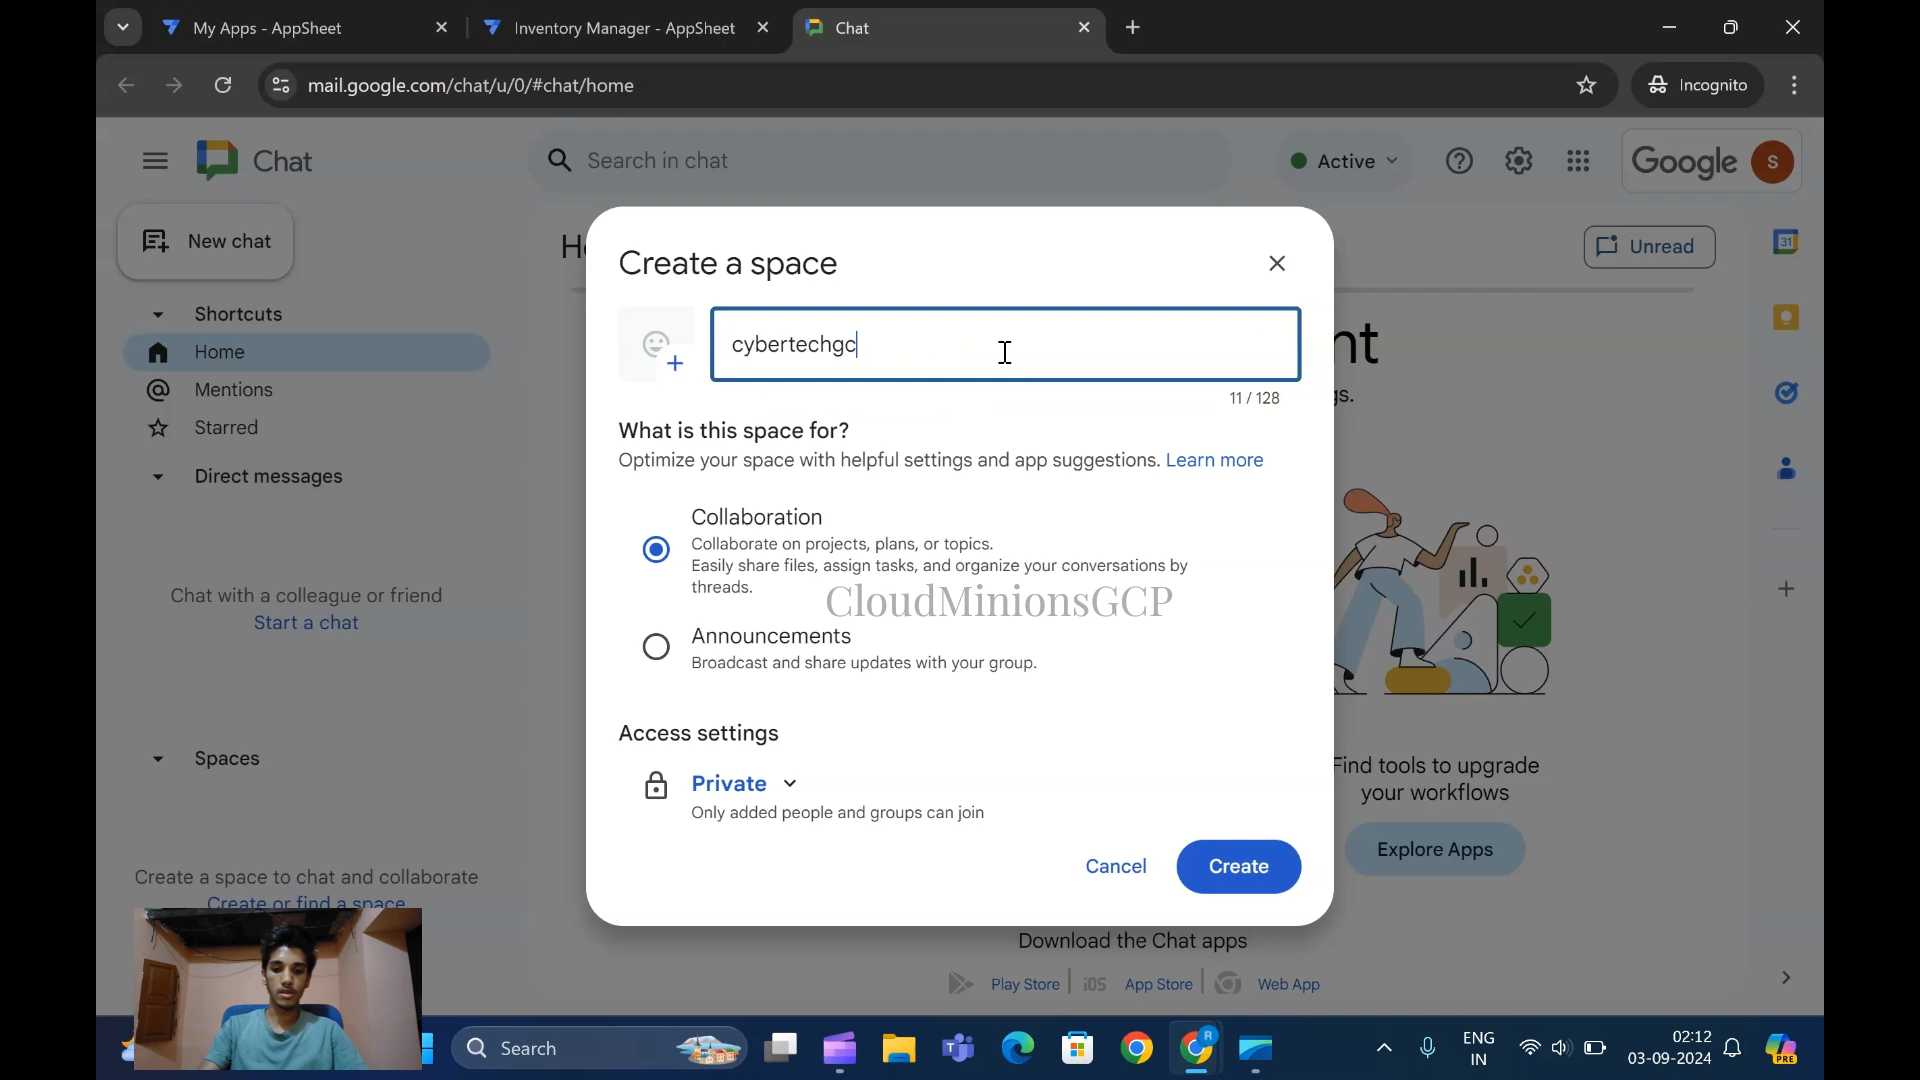 My Apps - AppSheet
Inventory Manager - AppSheet
Chat
mail.google.com/chat/u/0/#chat/home
Incognito
Chat
Search in chat
Active
Google
S
New chat
Unread
31
Shortcuts
Home
Mentions
Starred
Direct messages
Chat with a colleague or friend
Start a chat
Spaces
Create a space to chat and collaborate
Create or find a space
Create a space
cybertechgc
11 / 128
What is this space for?
Optimize your space with helpful settings and app suggestions. Learn more
Collaboration
Collaborate on projects, plans, or topics.
Easily share files, assign tasks, and organize your conversations by
threads.
CloudMinionsGCP
Announcements
Broadcast and share updates with your group.
Access settings
Private
Only added people and groups can join
Cancel
Create
nt
gs.
Find tools to upgrade
your workflows
Explore Apps
Download the Chat apps
Play Store
iOS
App Store
Web App
Search
R
ENG
IN
02:12
03-09-2024
PRE